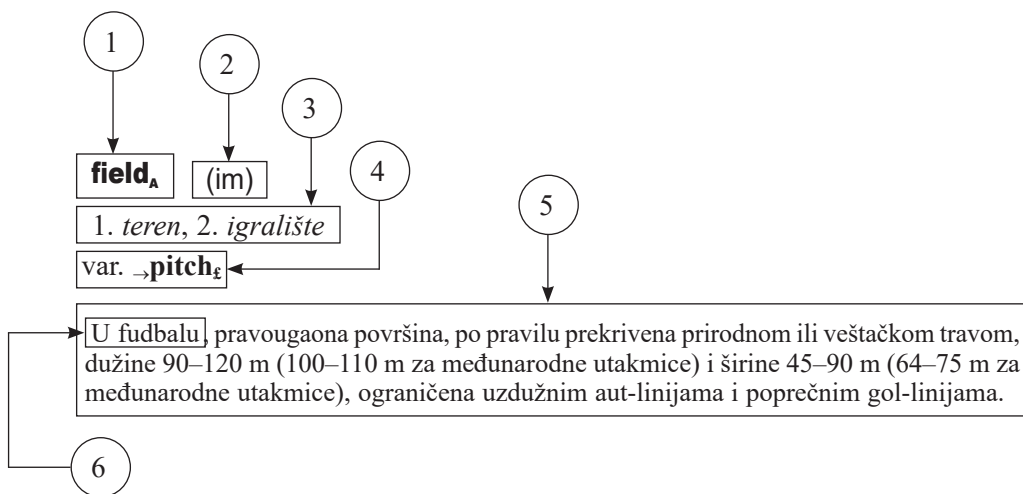 1
2
3
4
5
field_A (im)
1. teren, 2. igralište
var. →pitch_£
U fudbalu, pravougaona površina, po pravilu prekrivena prirodnom ili veštačkom travom,
dužine 90–120 m (100–110 m za međunarodne utakmice) i širine 45–90 m (64–75 m za
međunarodne utakmice), ograničena uzdužnim aut-linijama i poprečnim gol-linijama.
6